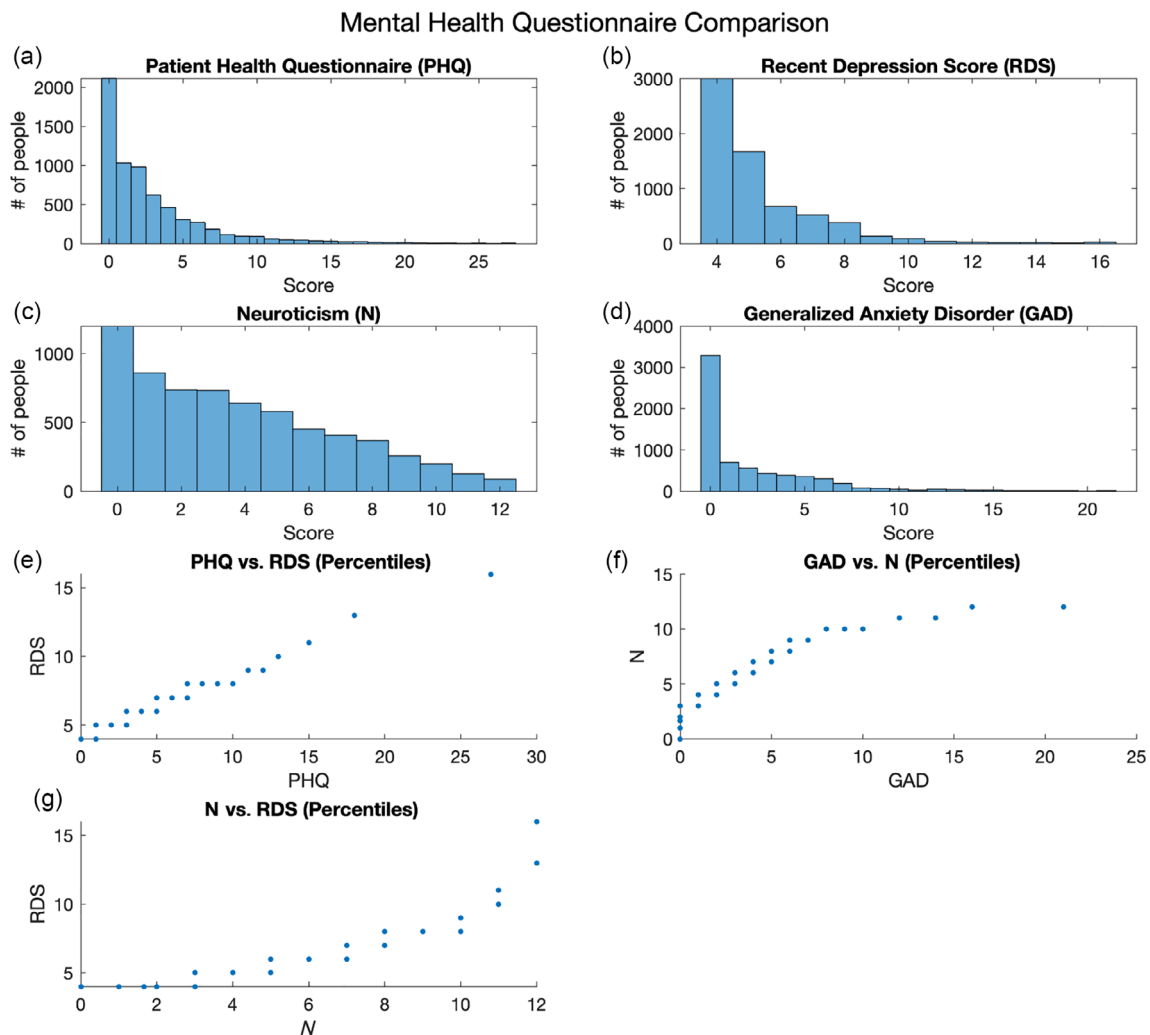 Mental Health Questionnaire Comparison
(a)
Patient Health Questionnaire (PHQ)
# of people
2000
1500
1000
500
0
0 5 10 15 20 25
Score
(b)
Recent Depression Score (RDS)
# of people
3000
2000
1000
0
4 6 8 10 12 14 16
Score
(c)
Neuroticism (N)
# of people
1000
500
0
0 2 4 6 8 10 12
Score
(d)
Generalized Anxiety Disorder (GAD)
# of people
4000
3000
2000
1000
0
0 5 10 15 20
Score
(e)
PHQ vs. RDS (Percentiles)
RDS
15
10
5
0 5 10 15 20 25 30
PHQ
(f)
GAD vs. N (Percentiles)
N
15
10
5
0
0 5 10 15 20 25
GAD
(g)
N vs. RDS (Percentiles)
RDS
15
10
5
0 2 4 6 8 10 12
N